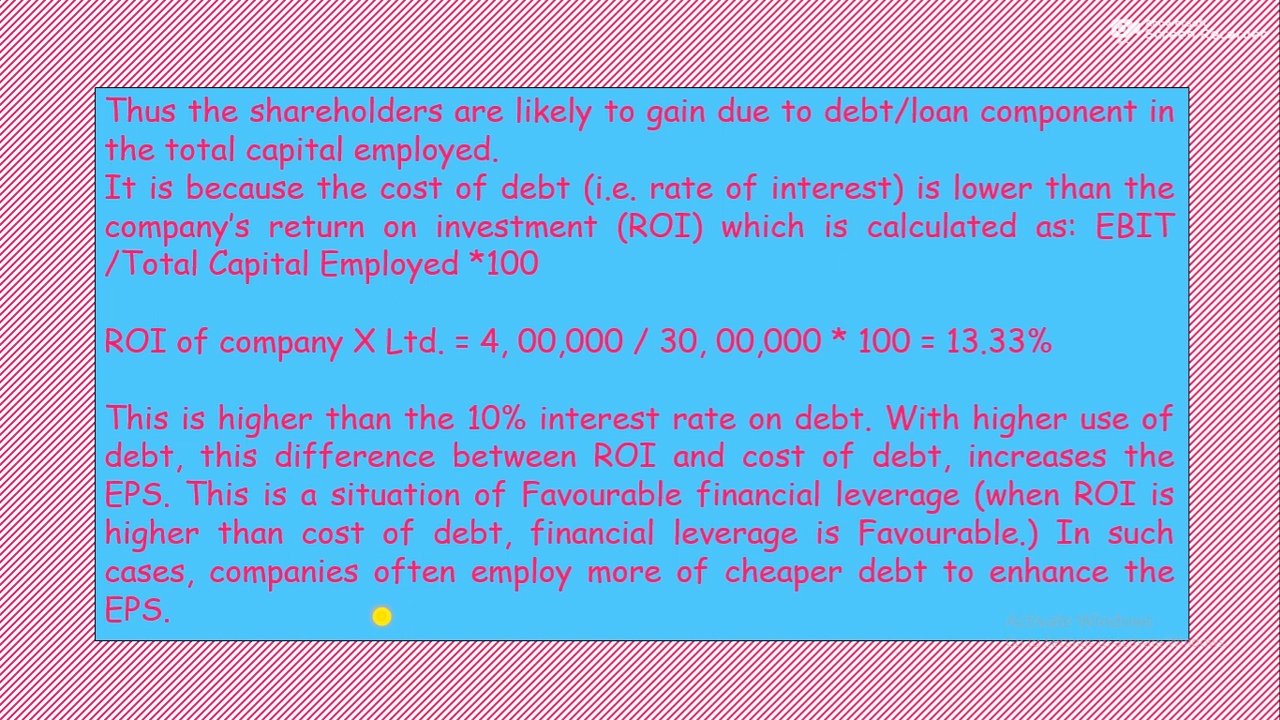 Thus the shareholders are likely to gain due to debt/loan component in
the total capital employed.
It is because the cost of debt (i.e. rate of interest) is lower than the
company's return on investment (ROI) which is calculated as: EBIT
/Total Capital Employed *100
ROI of company X Ltd. = 4, 00,000 / 30, 00,000 * 100 = 13.33%
This is higher than the 10% interest rate on debt. With higher use of
debt, this difference between ROI and cost of debt, increases the
EPS. This is a situation of Favourable financial leverage (when ROI is
higher than cost of debt, financial leverage is Favourable.) In such
cases, companies often employ more of cheaper debt to enhance the
EPS.
Activate Windows